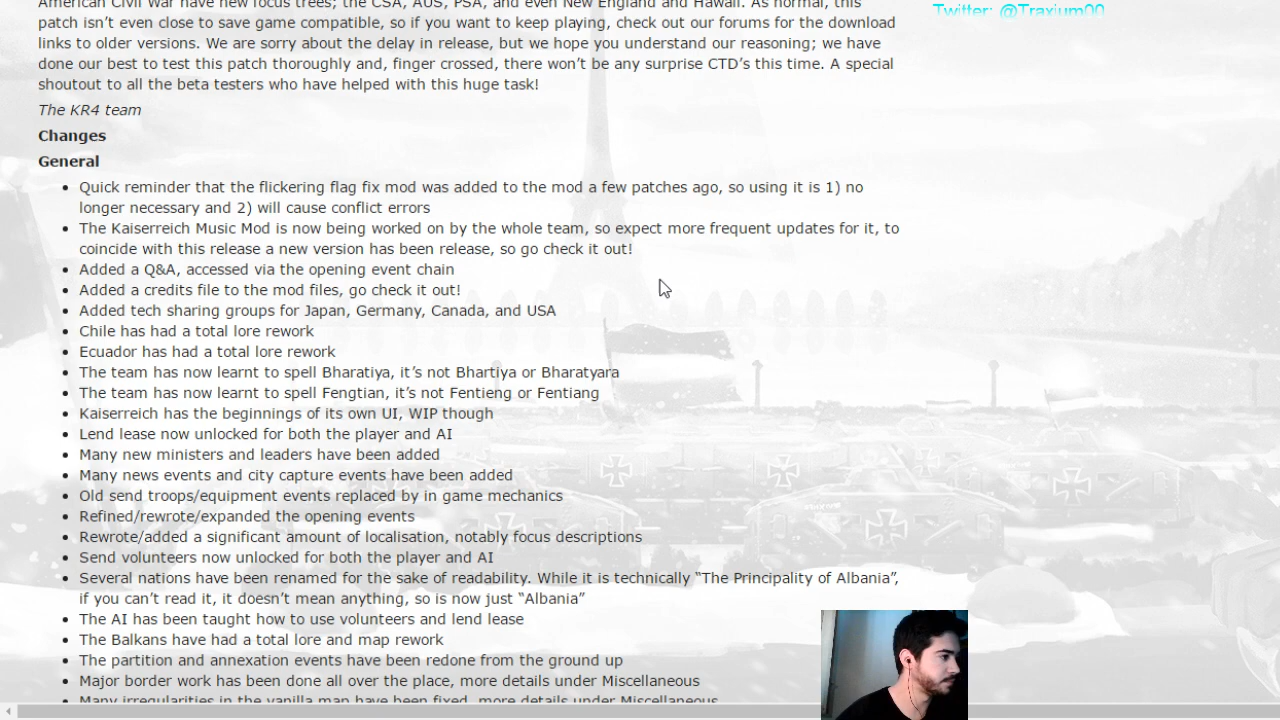 American Civil War have new focus trees; the CSA, AUS, PSA, and even New England and Hawaii. As normal, this
Twitter: @Traxium00
patch isn't even close to save game compatible, so if you want to keep playing, check out our forums for the download
links to older versions. We are sorry about the delay in release, but we hope you understand our reasoning; we have
done our best to test this patch thoroughly and, finger crossed, there won't be any surprise CTD's this time. A special
shoutout to all the beta testers who have helped with this huge task!
The KR4 team
Changes
General
• Quick reminder that the flickering flag fix mod was added to the mod a few patches ago, so using it is 1) no
longer necessary and 2) will cause conflict errors
• The Kaiserreich Music Mod is now being worked on by the whole team, so expect more frequent updates for it, to
coincide with this release a new version has been release, so go check it out!
• Added a Q&A, accessed via the opening event chain
• Added a credits file to the mod files, go check it out!
• Added tech sharing groups for Japan, Germany, Canada, and USA
• Chile has had a total lore rework
• Ecuador has had a total lore rework
• The team has now learnt to spell Bharatiya, it's not Bhartiya or Bharatyara
• The team has now learnt to spell Fengtian, it's not Fentieng or Fentiang
• Kaiserreich has the beginnings of its own UI, WIP though
• Lend lease now unlocked for both the player and AI
• Many new ministers and leaders have been added
• Many news events and city capture events have been added
• Old send troops/equipment events replaced by in game mechanics
• Refined/rewrote/expanded the opening events
• Rewrote/added a significant amount of localisation, notably focus descriptions
• Send volunteers now unlocked for both the player and AI
• Several nations have been renamed for the sake of readability. While it is technically “The Principality of Albania”,
if you can't read it, it doesn't mean anything, so is now just “Albania”
• The AI has been taught how to use volunteers and lend lease
• The Balkans have had a total lore and map rework
• The partition and annexation events have been redone from the ground up
• Major border work has been done all over the place, more details under Miscellaneous
• Many irregularities in the vanilla map have been fixed, more details under Miscellaneous